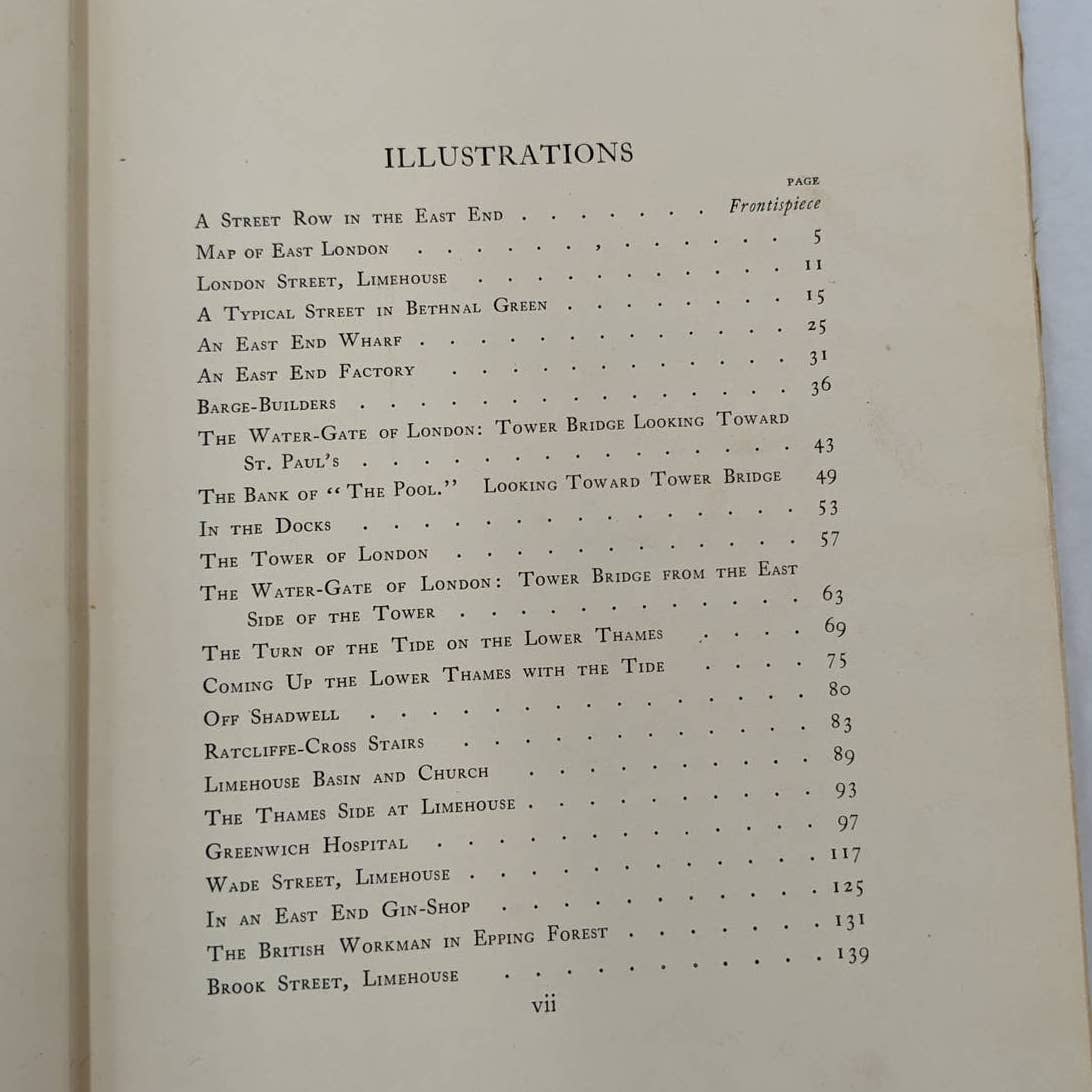 ILLUSTRATIONS
PAGE
A Street Row in the East End . . . . . . . Frontispiece
Map of East London . . . . . . , . . . . . . 5
London Street, Limehouse . . . . . . . . . . 11
A Typical Street in Bethnal Green . . . . . . . . 15
An East End Wharf . . . . . . . . . . . . 25
An East End Factory . . . . . . . . . . . 31
Barge-Builders . . . . . . . . . . . . . . 36
The Water-Gate of London: Tower Bridge Looking Toward
St. Paul's . . . . . . . . . . . . . . 43
The Bank of "The Pool." Looking Toward Tower Bridge 49
In the Docks . . . . . . . . . . . . . . 53
The Tower of London . . . . . . . . . . . 57
The Water-Gate of London: Tower Bridge from the East
Side of the Tower . . . . . . . . . . . 63
The Turn of the Tide on the Lower Thames . . . . 69
Coming Up the Lower Thames with the Tide . . . . 75
Off Shadwell . . . . . . . . . . . . . . 80
Ratcliffe-Cross Stairs . . . . . . . . . . . 83
Limehouse Basin and Church . . . . . . . . . 89
The Thames Side at Limehouse . . . . . . . . . 93
Greenwich Hospital . . . . . . . . . . . . 97
Wade Street, Limehouse . . . . . . . . . . . 117
In an East End Gin-Shop . . . . . . . . . . 125
The British Workman in Epping Forest . . . . . . 131
Brook Street, Limehouse . . . . . . . . . . 139
vii